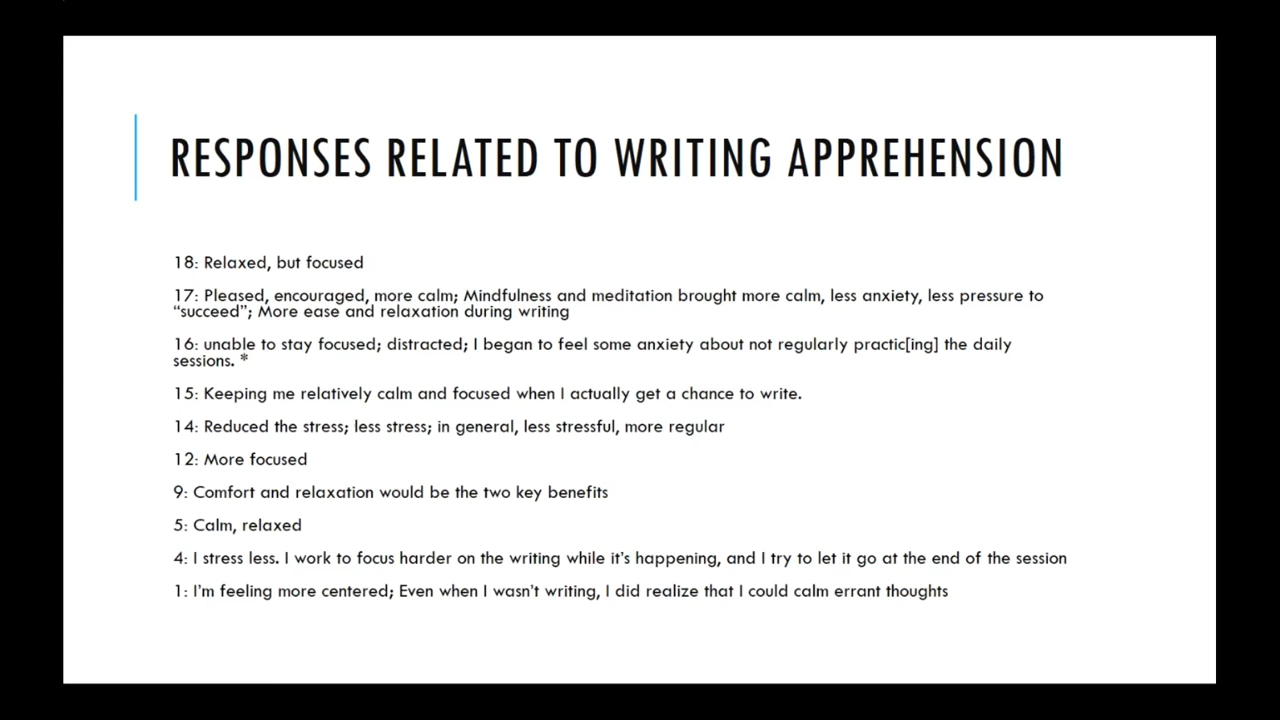 RESPONSES RELATED TO WRITING APPREHENSION
18: Relaxed, but focused
17: Pleased, encouraged, more calm; Mindfulness and meditation brought more calm, less anxiety, less pressure to
“succeed”; More ease and relaxation during writing
16: unable to stay focused; distracted; I began to feel some anxiety about not regularly practic[ing] the daily
sessions. *
15: Keeping me relatively calm and focused when I actually get a chance to write.
14: Reduced the stress; less stress; in general, less stressful, more regular
12: More focused
9: Comfort and relaxation would be the two key benefits
5: Calm, relaxed
4: I stress less. I work to focus harder on the writing while it’s happening, and I try to let it go at the end of the session
1: I’m feeling more centered; Even when I wasn’t writing, I did realize that I could calm errant thoughts